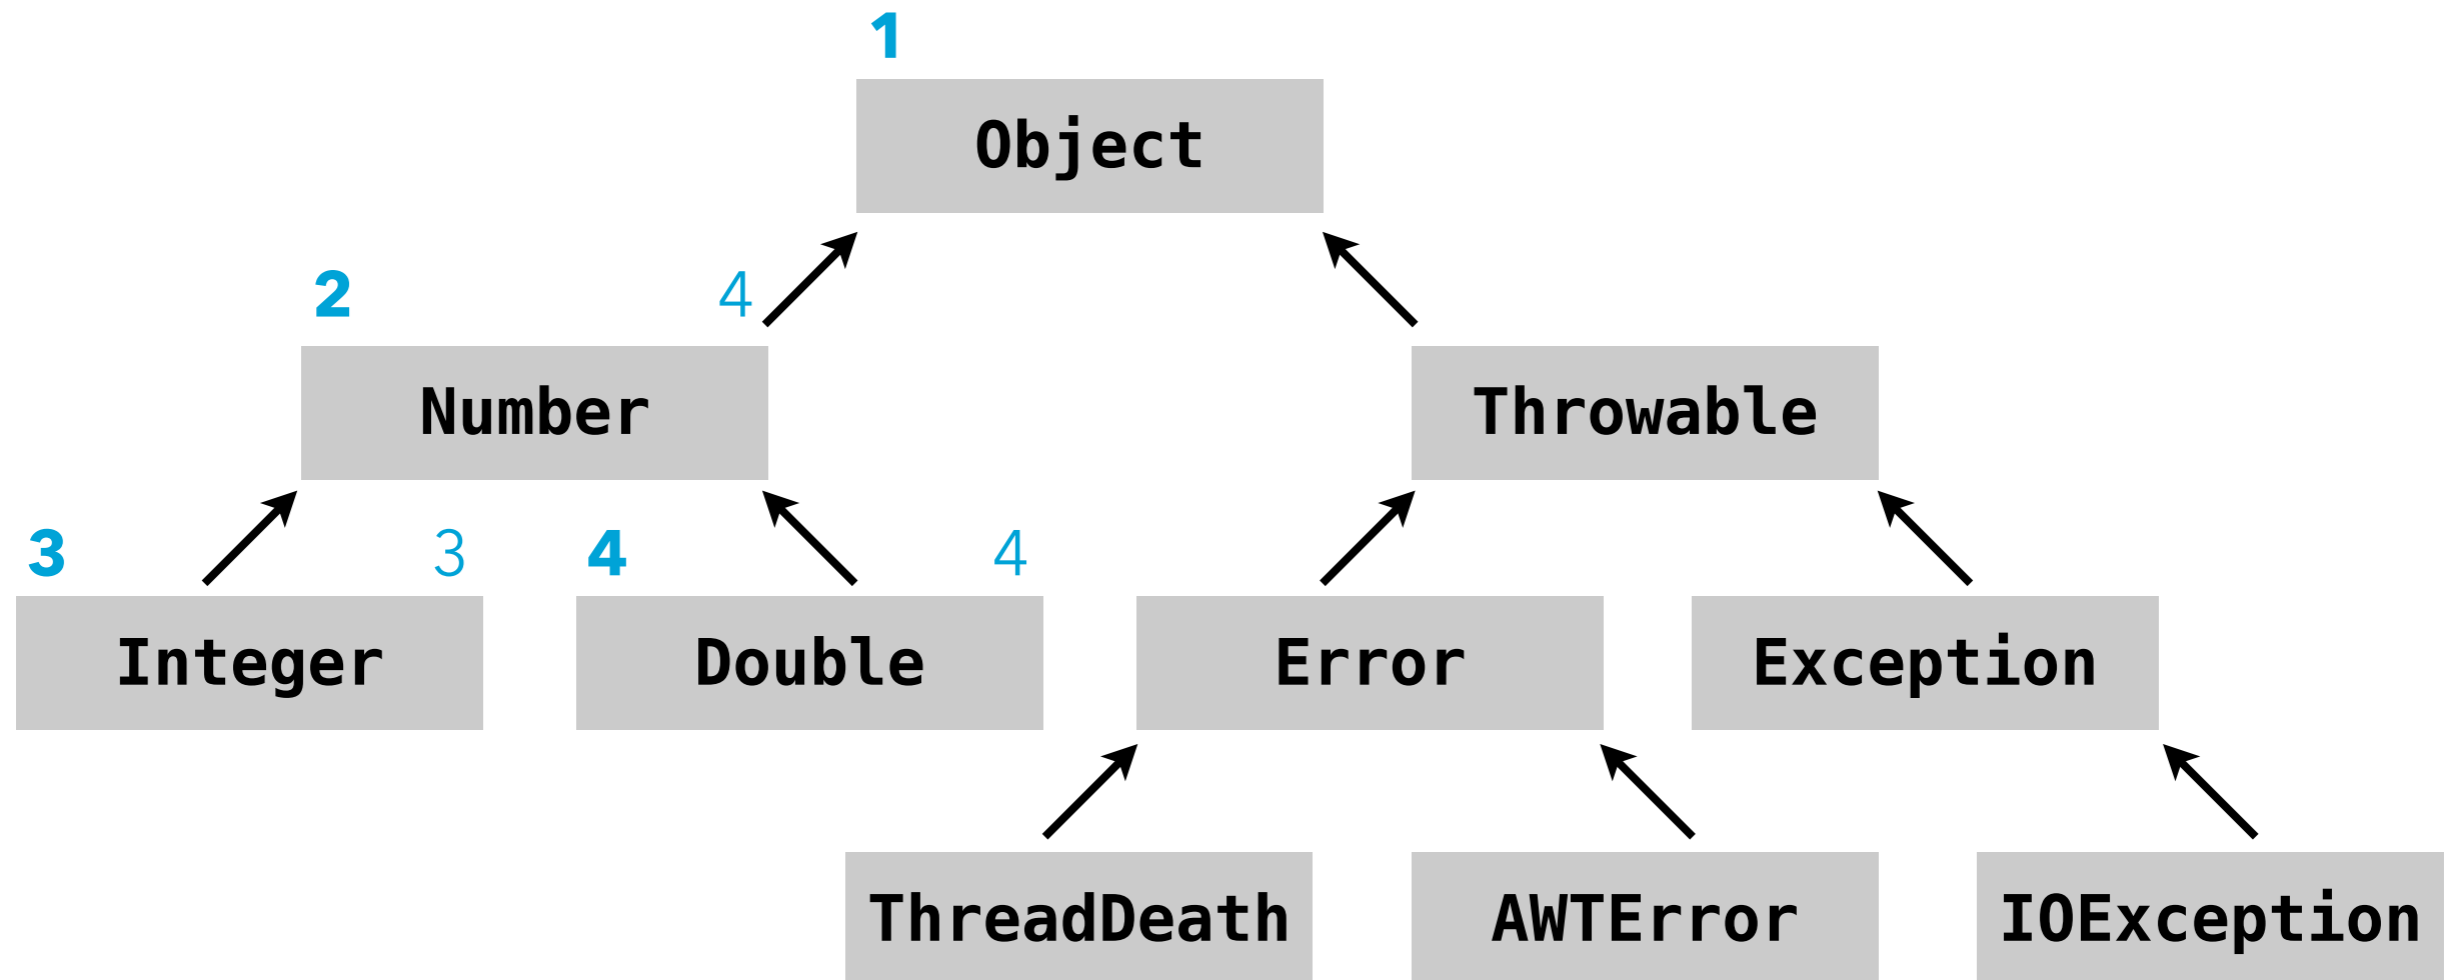 1
Object
2 4
Number Throwable
3 3 4 4
Integer Double Error Exception
ThreadDeath AWTError IOException